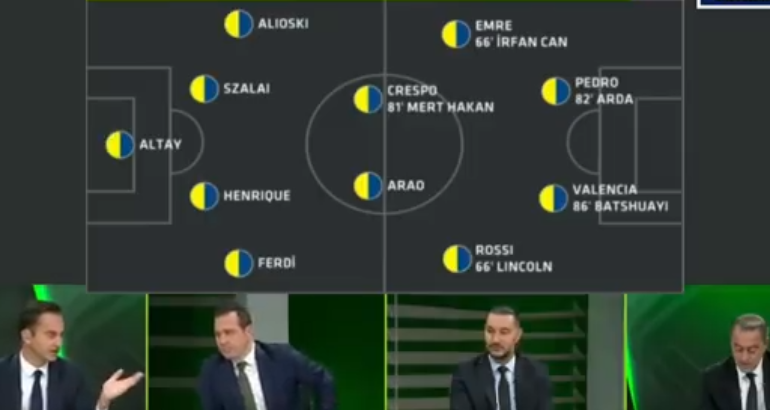 ALIOSKI
EMRE
66' İRFAN CAN
SZALAI
CRESPO
81' MERT HAKAN
PEDRO
82' ARDA
ALTAY
ARAO
HENRIQUE
VALENCIA
86' BATSHUAYI
FERDİ
ROSSI
66' LINCOLN